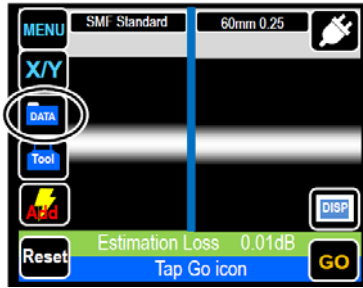 MENU
SMF Standard
60mm 0.25
X/Y
DATA
Tool
Add
DISP
Estimation Loss 0.01dB
Reset
Tap Go icon
GO